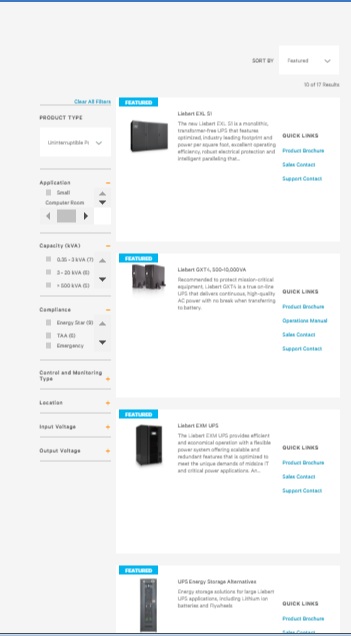 SORT BY
Featured
10 of 17 Results
Clear All Filters
PRODUCT TYPE
Uninterruptible
Application
Small
Computer Room
Capacity (kVA)
0.35 - 3 kVA (7)
3 - 20 kVA (5)
> 500 kVA (5)
Compliance
Energy Star (9)
TAA (5)
Emergency
Control and Monitoring
Type
Location
Input Voltage
Output Voltage
FEATURED
Liebert EXL S1
The new Liebert EXL S1 is a monolithic,
transformer-free UPS that features
optimized, industry leading footprint and
power per square foot, excellent operating
efficiency, robust electrical protection and
intelligent paralleling that...
QUICK LINKS
Product Brochure
Sales Contact
Support Contact
FEATURED
Liebert GXT4, 500-10,000VA
Recommended to protect mission-critical
equipment, Liebert GXT4 is a true on-line
UPS that delivers continuous, high-quality
AC power with no break when transferring
to battery.
QUICK LINKS
Product Brochure
Operations Manual
Sales Contact
Support Contact
FEATURED
Liebert EXM UPS
The Liebert EXM UPS provides efficient
and economical operation with a flexible
power system offering scalable and
redundant features that is optimized to
meet the unique demands of midsize IT
and critical power applications. An...
QUICK LINKS
Product Brochure
Sales Contact
Support Contact
FEATURED
UPS Energy Storage Alternatives
Energy storage solutions for large Liebert
UPS applications, including Lithium Ion
batteries and Flywheels
QUICK LINKS
Product Brochure
Sales Contact